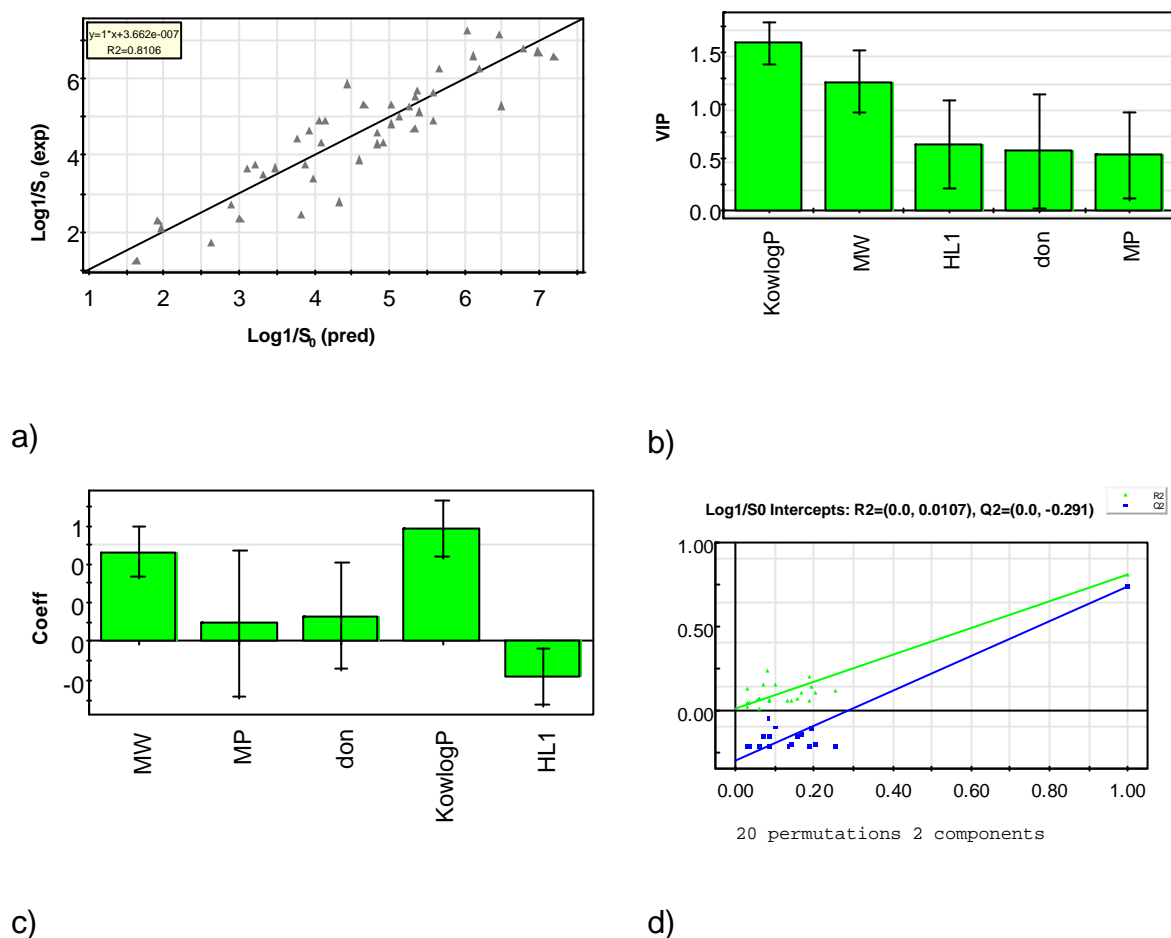 y=1*x+3.662e-007
R2=0.8106
6
4
2
1 2 3 4 5 6 7
Log1/S0 (exp)
Log1/S0 (pred)
a)
1.5
1.0
0.5
0.0
VIP
KowlogP MW HL1 don MP
b)
1
0
0
0
-0
Coeff
MW MP don KowlogP HL1
c)
Log1/S0 Intercepts: R2=(0.0, 0.0107), Q2=(0.0, -0.291)
R2
Q2
1.00
0.50
0.00
0.00 0.20 0.40 0.60 0.80 1.00
20 permutations 2 components
d)